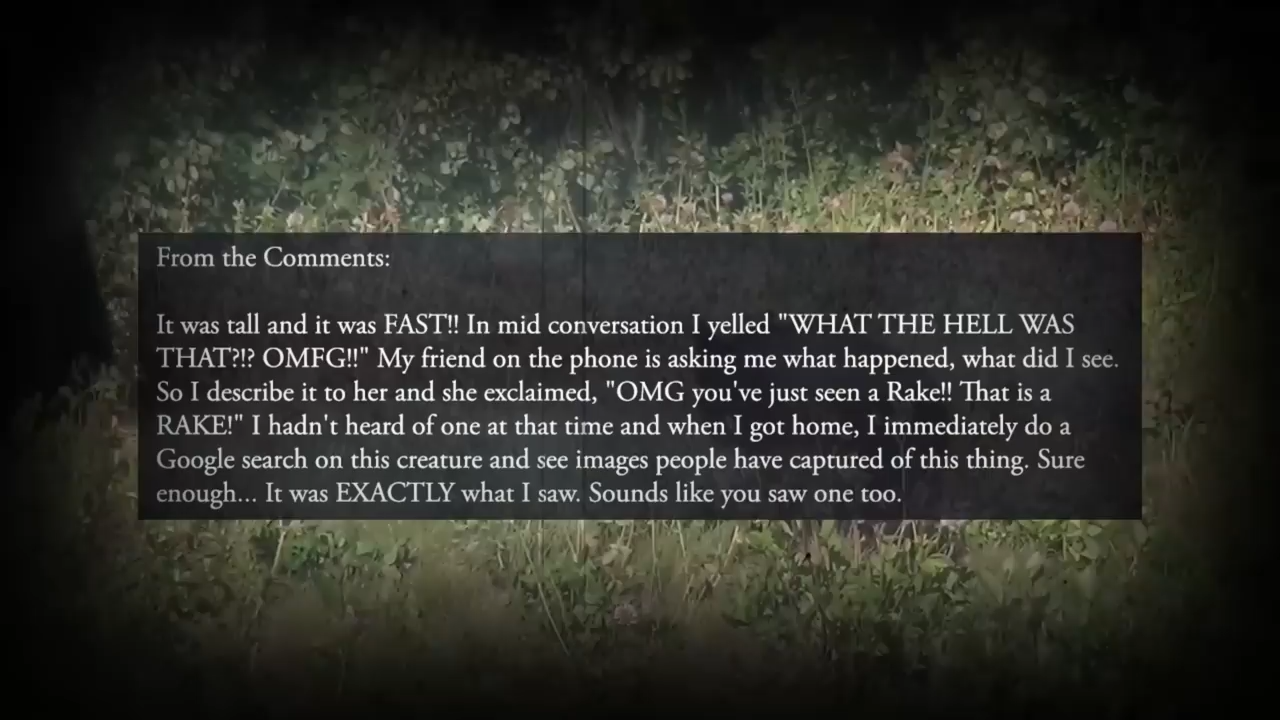 From the Comments:
It was tall and it was FAST!! In mid conversation I yelled "WHAT THE HELL WAS
THAT?!? OMFG!!" My friend on the phone is asking me what happened, what did I see.
So I describe it to her and she exclaimed, "OMG you've just seen a Rake!! That is a
RAKE!" I hadn't heard of one at that time and when I got home, I immediately do a
Google search on this creature and see images people have captured of this thing. Sure
enough... It was EXACTLY what I saw. Sounds like you saw one too.